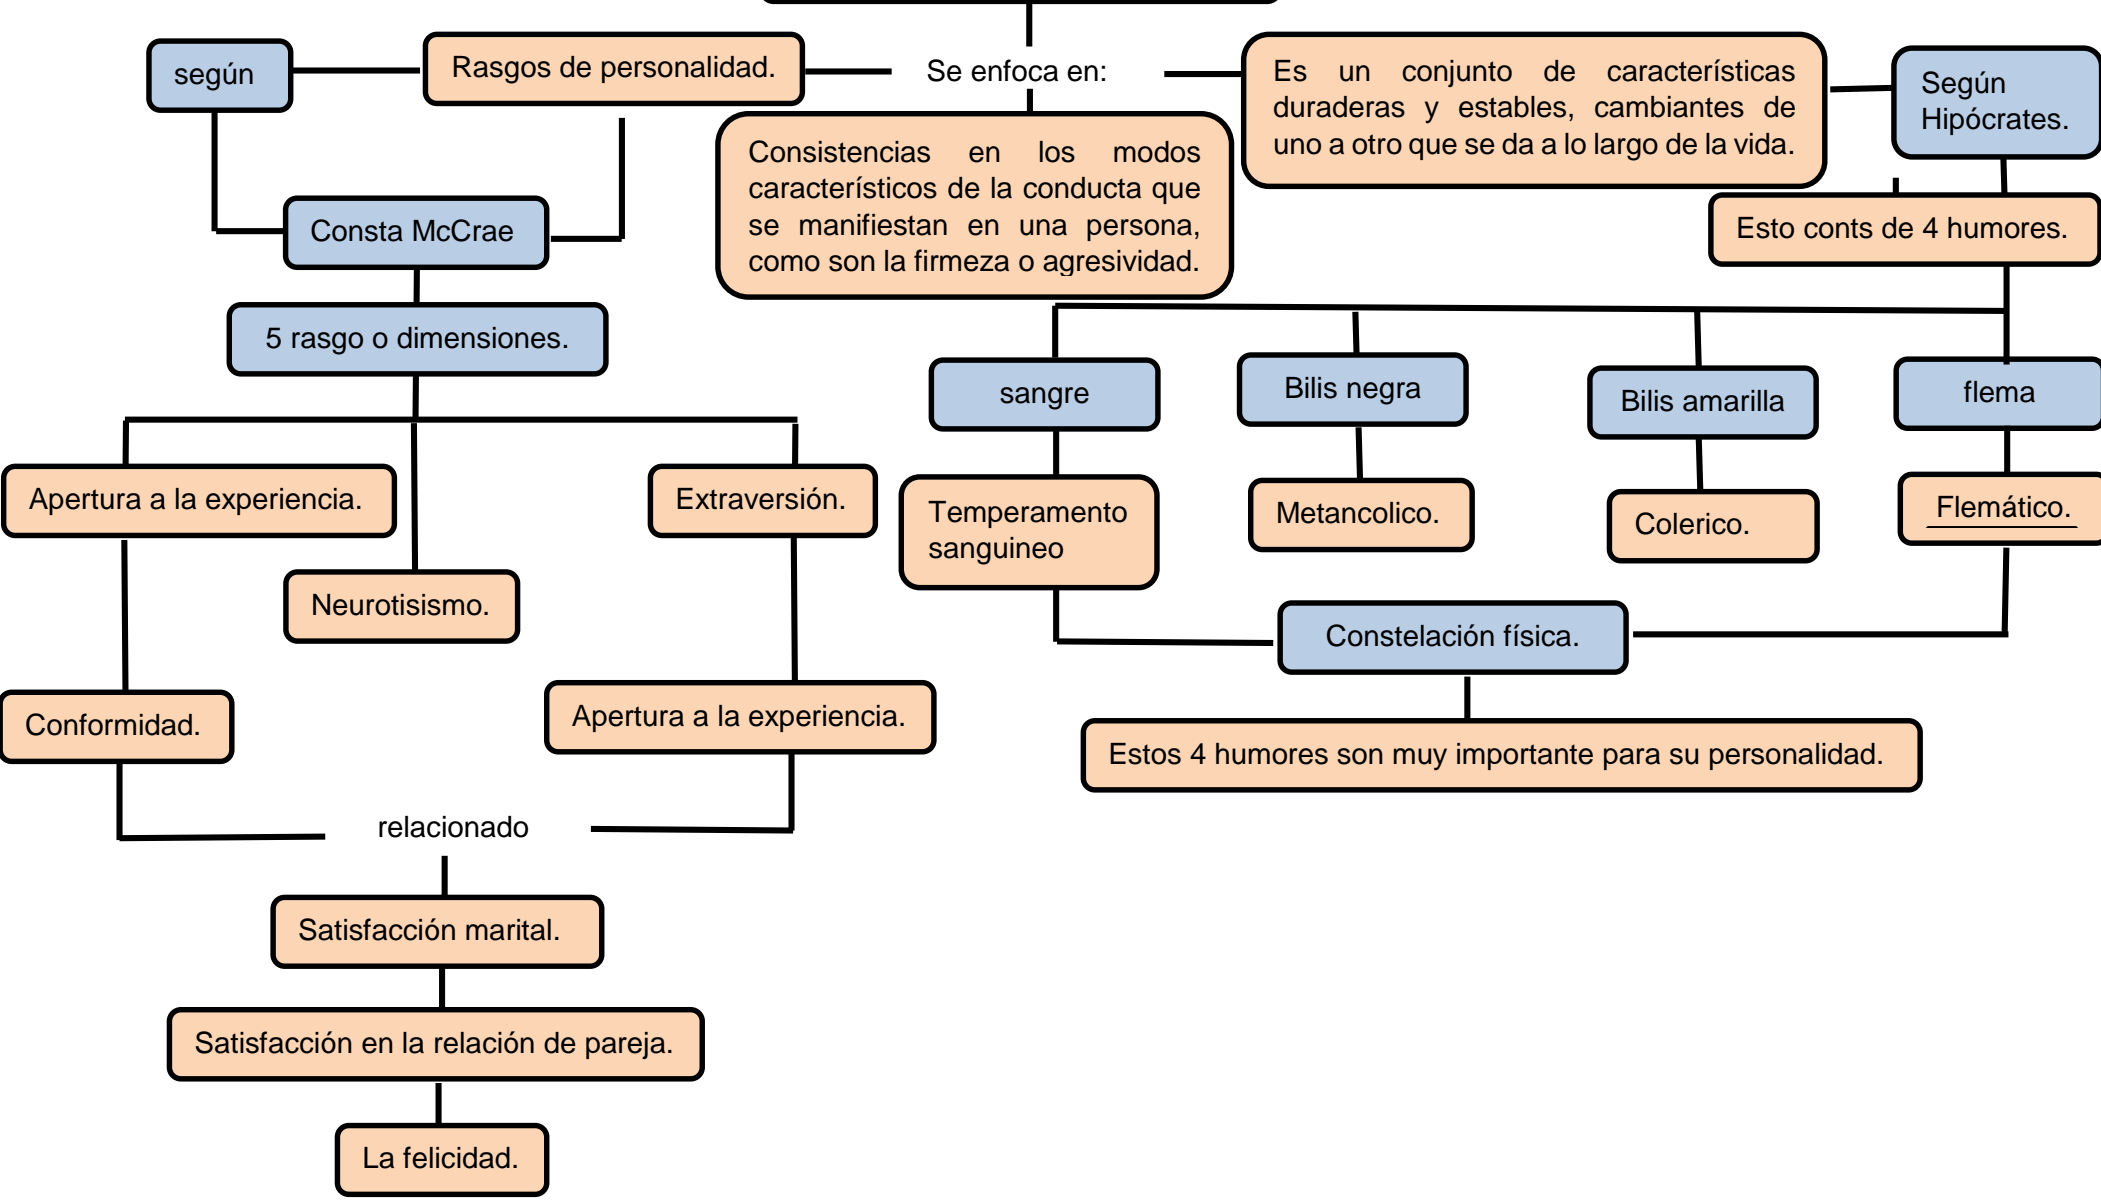 según
Rasgos de personalidad.
Se enfoca en:
Es un conjunto de características
duraderas y estables, cambiantes de
uno a otro que se da a lo largo de la vida.
Según
Hipócrates.
Consistencias en los modos
característicos de la conducta que
se manifiestan en una persona,
como son la firmeza o agresividad.
Consta McCrae
Esto conts de 4 humores.
5 rasgo o dimensiones.
sangre
Bilis negra
Bilis amarilla
flema
Apertura a la experiencia.
Extraversión.
Temperamento
sanguineo
Metancolico.
Colerico.
Flemático.
Neurotisismo.
Constelación física.
Conformidad.
Apertura a la experiencia.
Estos 4 humores son muy importante para su personalidad.
relacionado
Satisfacción marital.
Satisfacción en la relación de pareja.
La felicidad.